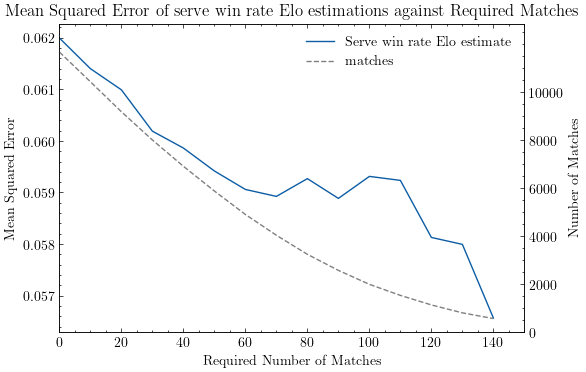 Mean Squared Error of serve win rate Elo estimations against Required Matches
Serve win rate Elo estimate
matches
Mean Squared Error
0.062
0.061
0.060
0.059
0.058
0.057
10000
8000
6000
4000
2000
0
Number of Matches
0 20 40 60 80 100 120 140
Required Number of Matches